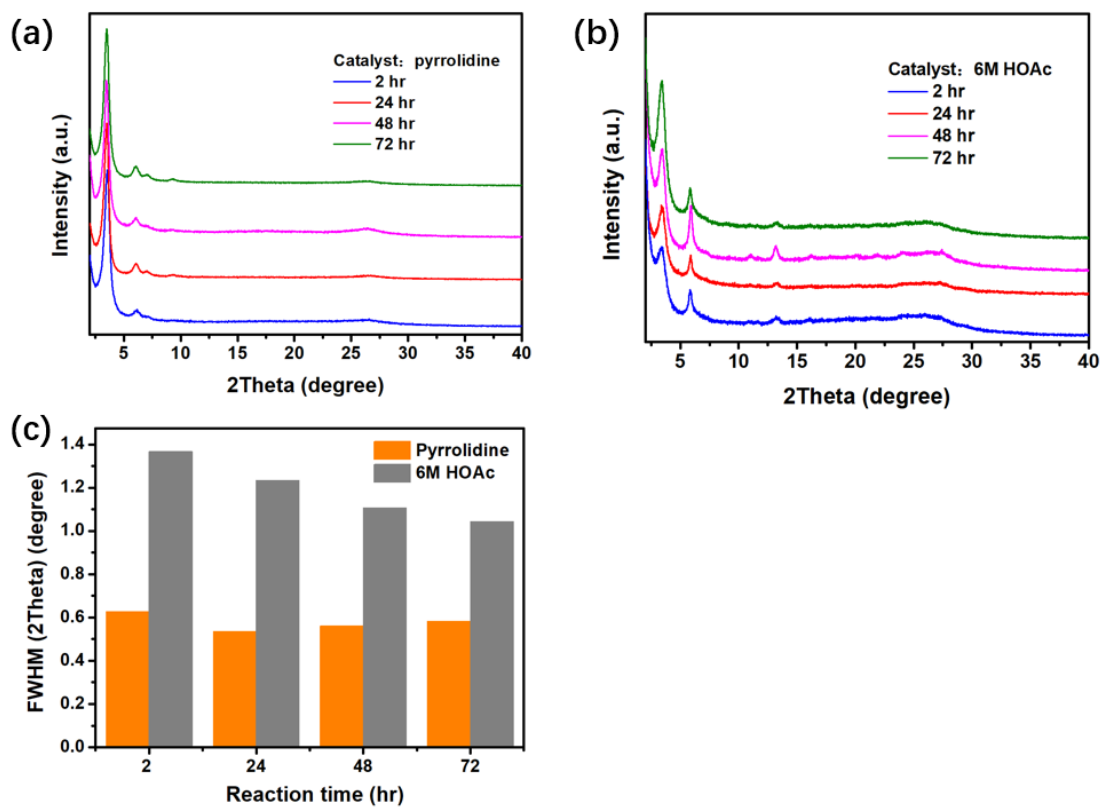 (a)
Catalyst：pyrrolidine
2 hr
24 hr
48 hr
72 hr
Intensity (a.u.)
5 10 15 20 25 30 35 40
2Theta (degree)
(b)
Catalyst：6M HOAc
2 hr
24 hr
48 hr
72 hr
Intensity (a.u.)
5 10 15 20 25 30 35 40
2Theta (degree)
(c)
Pyrrolidine
6M HOAc
FWHM (2Theta) (degree)
1.4
1.2
1.0
0.8
0.6
0.4
0.2
0.0
2 24 48 72
Reaction time (hr)